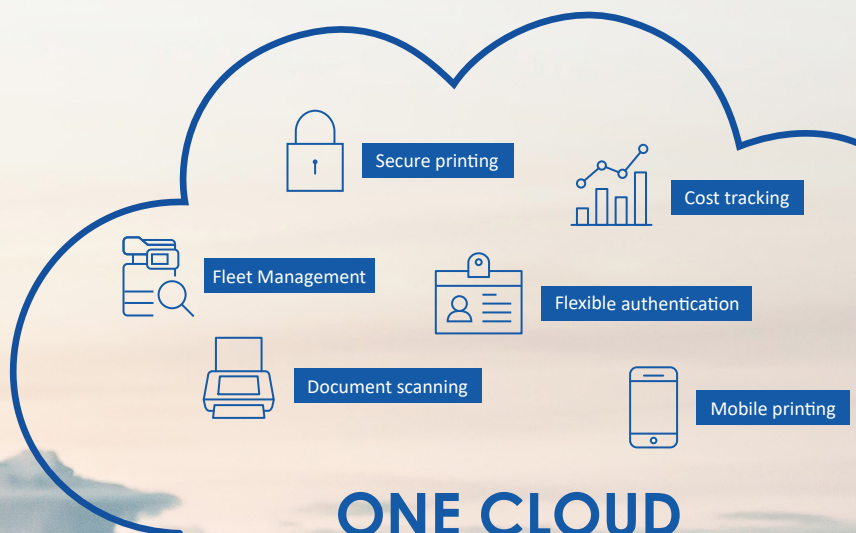 Secure printing
Cost tracking
Fleet Management
Flexible authentication
Document scanning
Mobile printing
ONE CLOUD